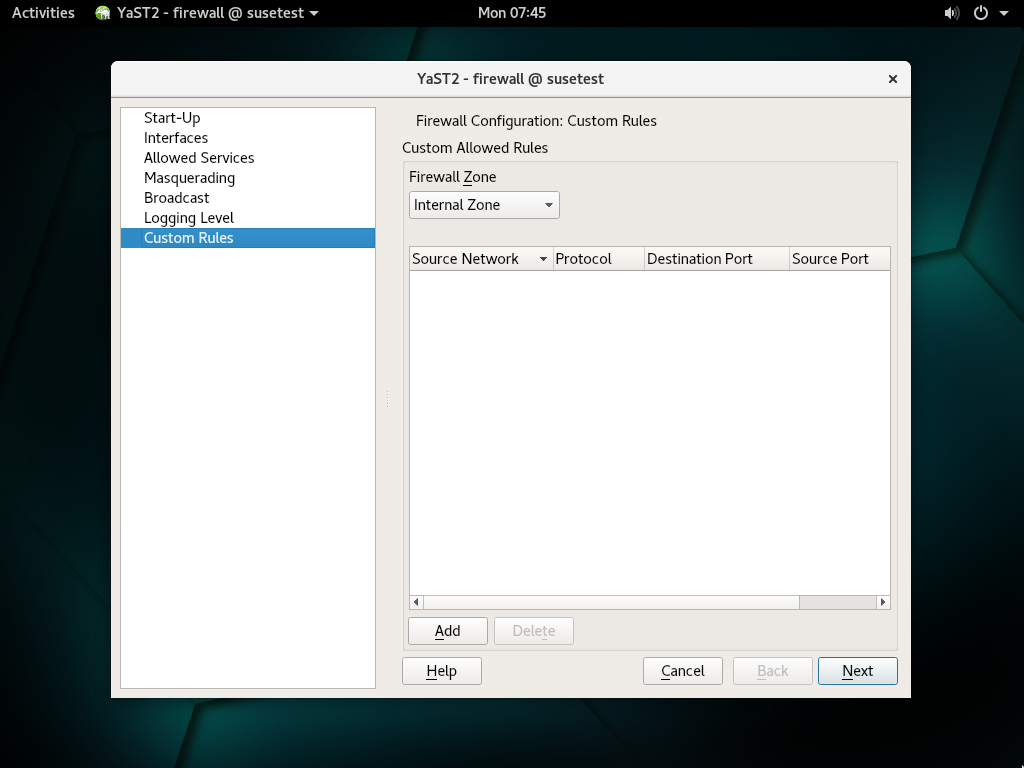 Activities YaST2 - firewall @ susetest Mon 07:45
YaST2 - firewall @ susetest
Start-Up
Interfaces
Allowed Services
Masquerading
Broadcast
Logging Level
Custom Rules
Firewall Configuration: Custom Rules
Custom Allowed Rules
Firewall Zone
Internal Zone
Source Network Protocol Destination Port Source Port
Add Delete
Help Cancel Back Next